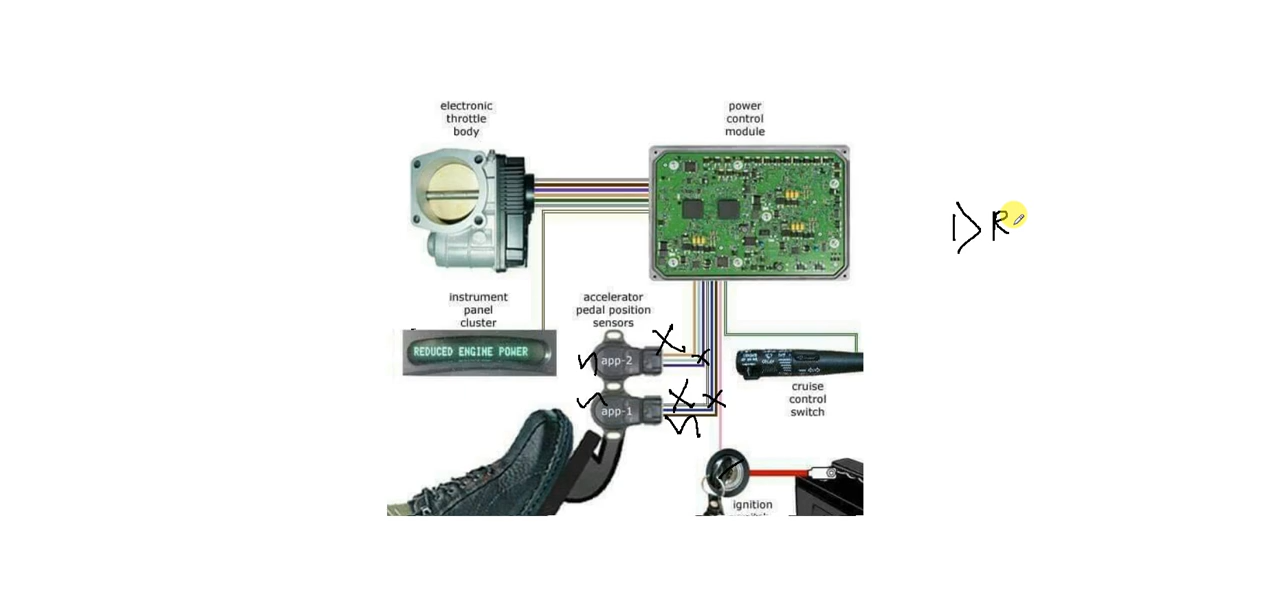 electronic
throttle
body
power
control
module
DR
instrument
panel
cluster
accelerator
pedal position
sensors
REDUCED ENGINE POWER
app-2
app-1
cruise
control
switch
ignition